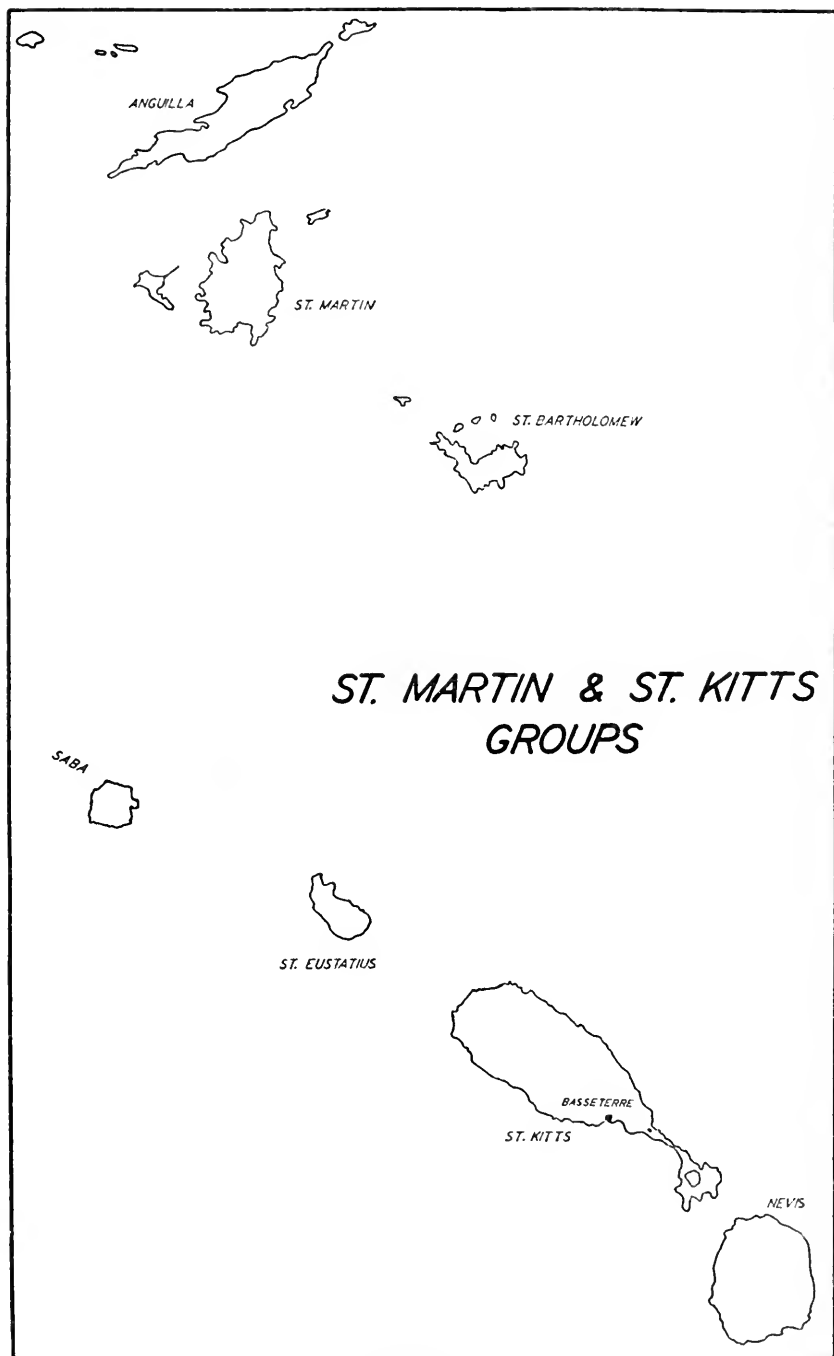 ANGUILLA
ST. MARTIN
ST. BARTHOLOMEW
ST. MARTIN & ST. KITTS
GROUPS
SABA
ST. EUSTATIUS
BASSETERRE
ST. KITTS
NEVIS